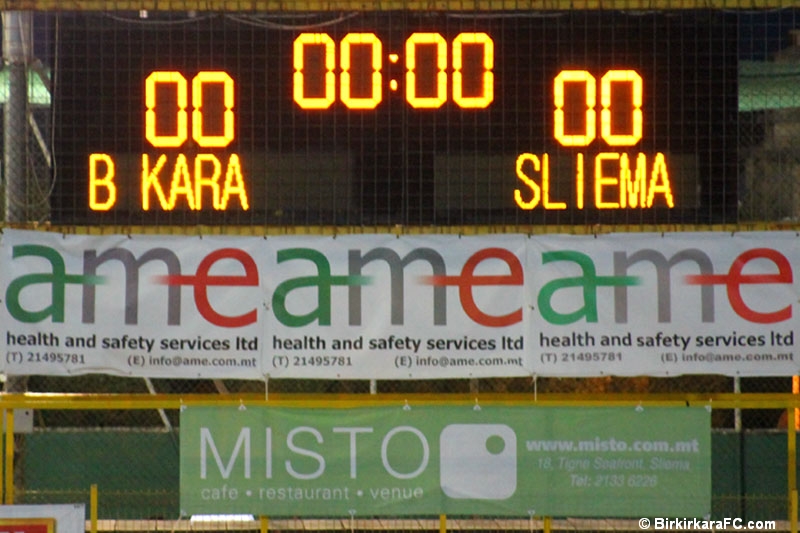 00:00
00 00
B KARA SLIEMA
ame ame ame
health and safety services ltd health and safety services ltd health and safety services ltd
(T) 21495781 (E) info@ame.com.mt (T) 21495781 (E) info@ame.com.mt (T) 21495781 (E) info@ame.com.mt
MISTO
cafe • restaurant • venue
www.misto.com.mt
18, Tigne Seafront, Sliema,
Tel: 2133 6226
© BirkirkaraFC.com